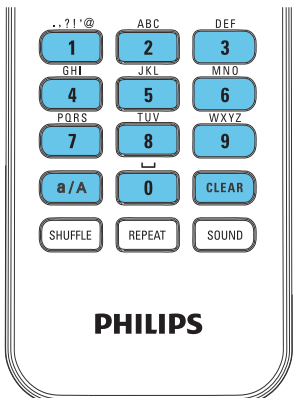 .,?!'@ ABC DEF
1 2 3
GHI JKL MNO
4 5 6
PQRS TUV WXYZ
7 8 9
a/A 0 CLEAR
SHUFFLE REPEAT SOUND
PHILIPS